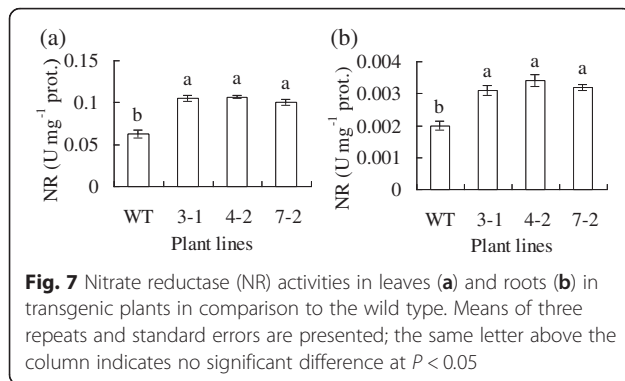 (a)
NR (U mg⁻¹ prot.)
0.15
0.1
0.05
0
b
a
a
a
WT 3-1 4-2 7-2
Plant lines
(b)
NR (U mg⁻¹ prot.)
0.004
0.003
0.002
0.001
0
b
a
a
a
WT 3-1 4-2 7-2
Plant lines
Fig. 7 Nitrate reductase (NR) activities in leaves (a) and roots (b) in
transgenic plants in comparison to the wild type. Means of three
repeats and standard errors are presented; the same letter above the
column indicates no significant difference at P < 0.05